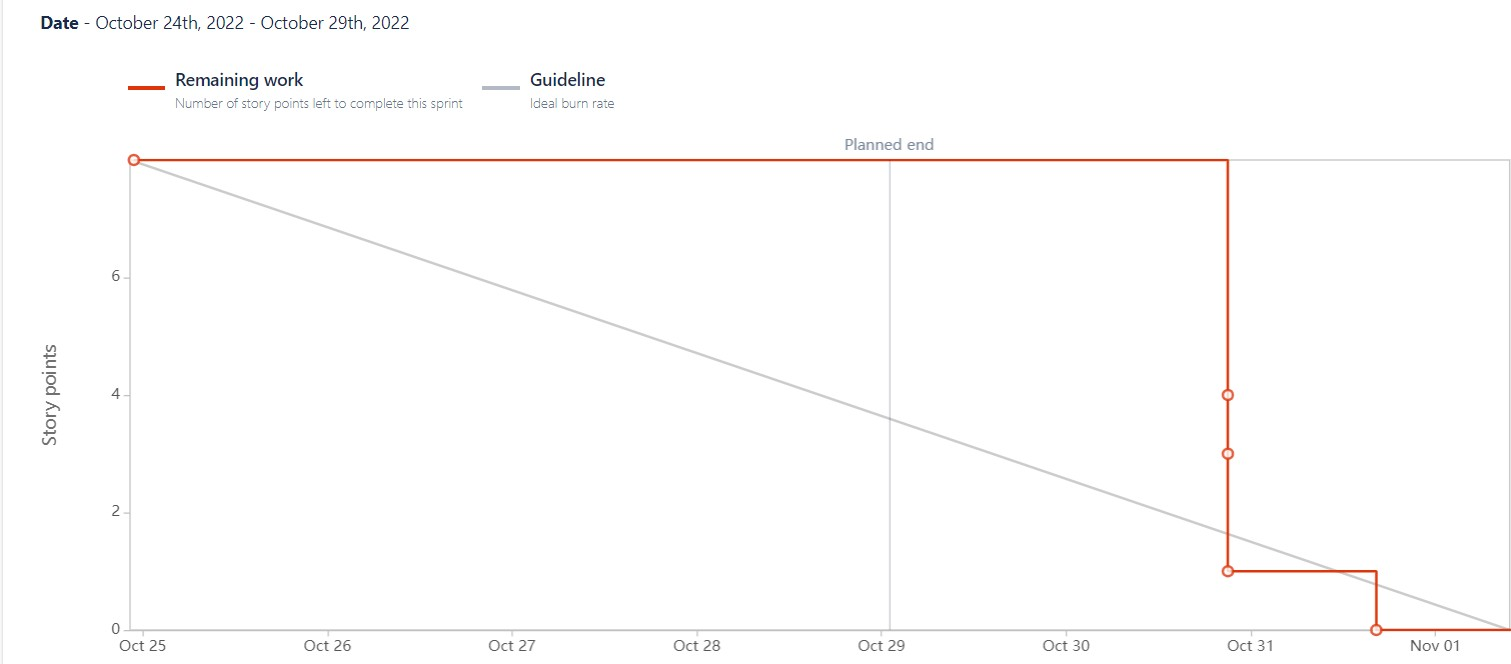 Date - October 24th, 2022 - October 29th, 2022
Remaining work
Number of story points left to complete this sprint
Guideline
Ideal burn rate
Planned end
Story points
6
4
2
0
Oct 25 Oct 26 Oct 27 Oct 28 Oct 29 Oct 30 Oct 31 Nov 01